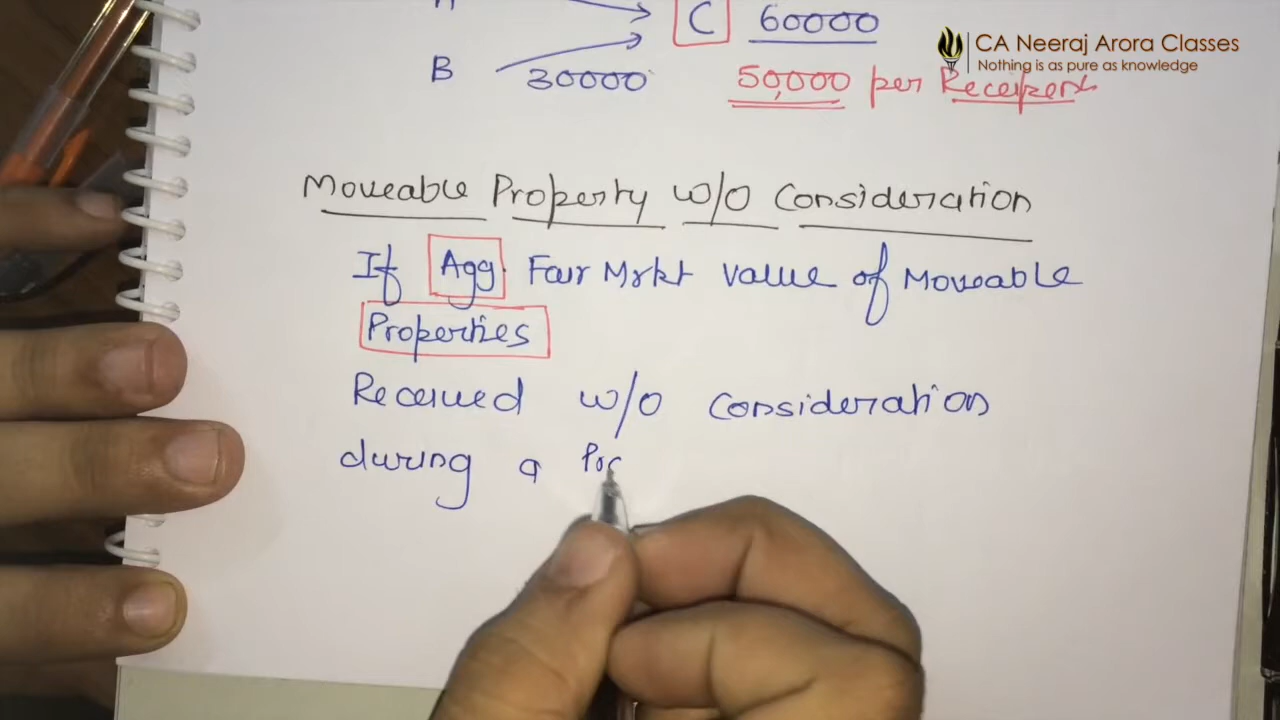 C 60000
CA Neeraj Arora Classes
Nothing is as pure as knowledge
B 30000 50,000 per Receipent
Moveable Property w/o Consideration
If Agg. Fair Mrkt value of Moveable
Properties
Received w/o Consideration
during a